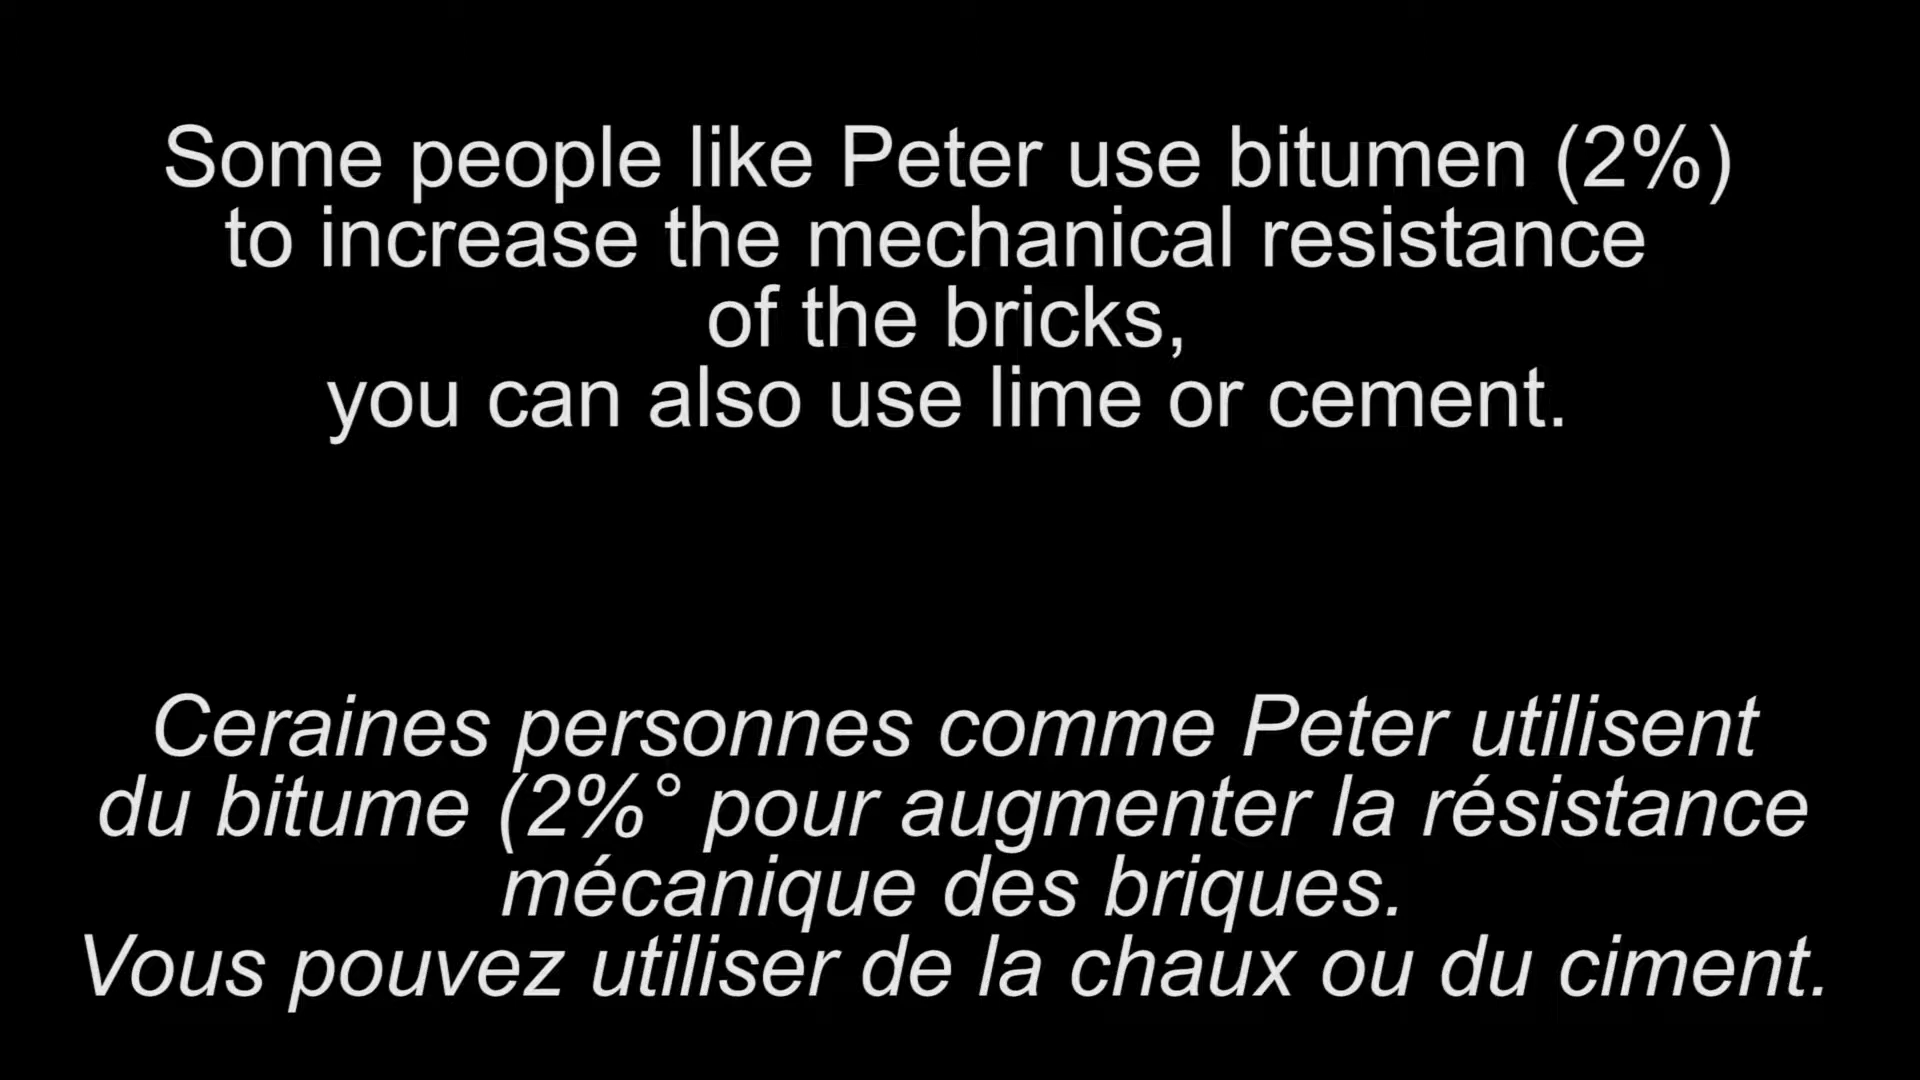 Some people like Peter use bitumen (2%)
to increase the mechanical resistance
of the bricks,
you can also use lime or cement.
Ceraines personnes comme Peter utilisent
du bitume (2%° pour augmenter la résistance
mécanique des briques.
Vous pouvez utiliser de la chaux ou du ciment.